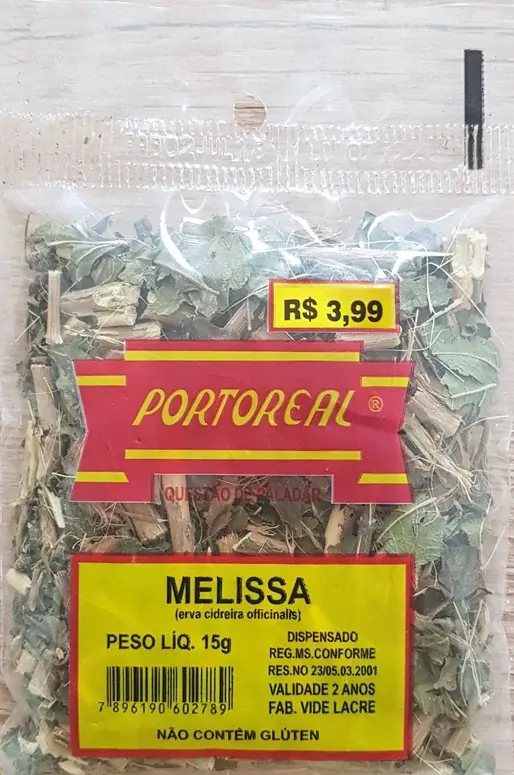 R$ 3,99
PORTOREAL ®
QUESTÃO DE PALADAR
MELISSA
(erva cidreira officinalis)
PESO LÍQ. 15g
7 896190 602789
DISPENSADO
REG.MS.CONFORME
RES.NO 23/05.03.2001
VALIDADE 2 ANOS
FAB. VIDE LACRE
NÃO CONTÊM GLÚTEN